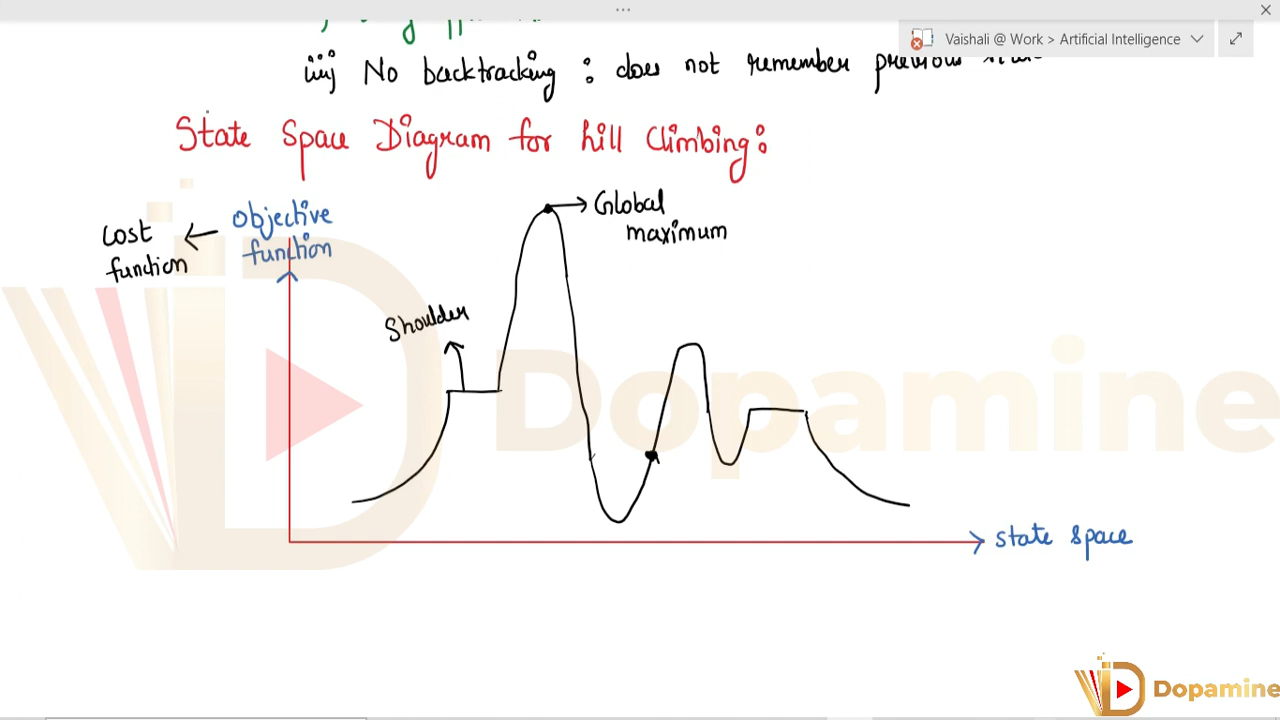 Vaishali @ Work > Artificial Intelligence
iii) No backtracking : does not remember previous
State Space Diagram for hill Climbing:
Global
maximum
objective
function
Cost
function
Shoulder
state space
Dopamine
Dopamine